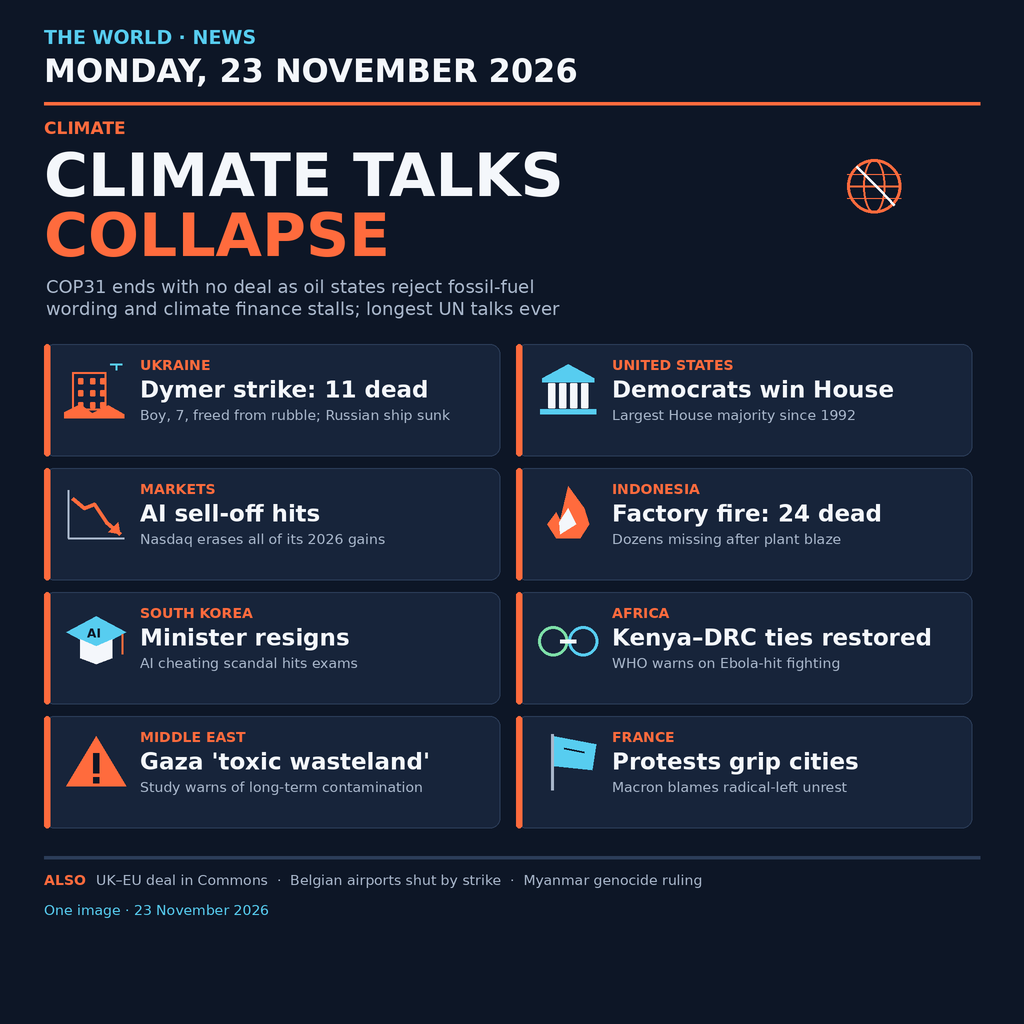 THE WORLD · NEWS
MONDAY, 23 NOVEMBER 2026
CLIMATE
CLIMATE TALKS
COLLAPSE
COP31 ends with no deal as oil states reject fossil-fuel
wording and climate finance stalls; longest UN talks ever
UKRAINE
Dymer strike: 11 dead
Boy, 7, freed from rubble; Russian ship sunk
UNITED STATES
Democrats win House
Largest House majority since 1992
MARKETS
AI sell-off hits
Nasdaq erases all of its 2026 gains
INDONESIA
Factory fire: 24 dead
Dozens missing after plant blaze
AI
SOUTH KOREA
Minister resigns
AI cheating scandal hits exams
AFRICA
Kenya–DRC ties restored
WHO warns on Ebola-hit fighting
MIDDLE EAST
Gaza 'toxic wasteland'
Study warns of long-term contamination
FRANCE
Protests grip cities
Macron blames radical-left unrest
ALSO UK–EU deal in Commons · Belgian airports shut by strike · Myanmar genocide ruling
One image · 23 November 2026